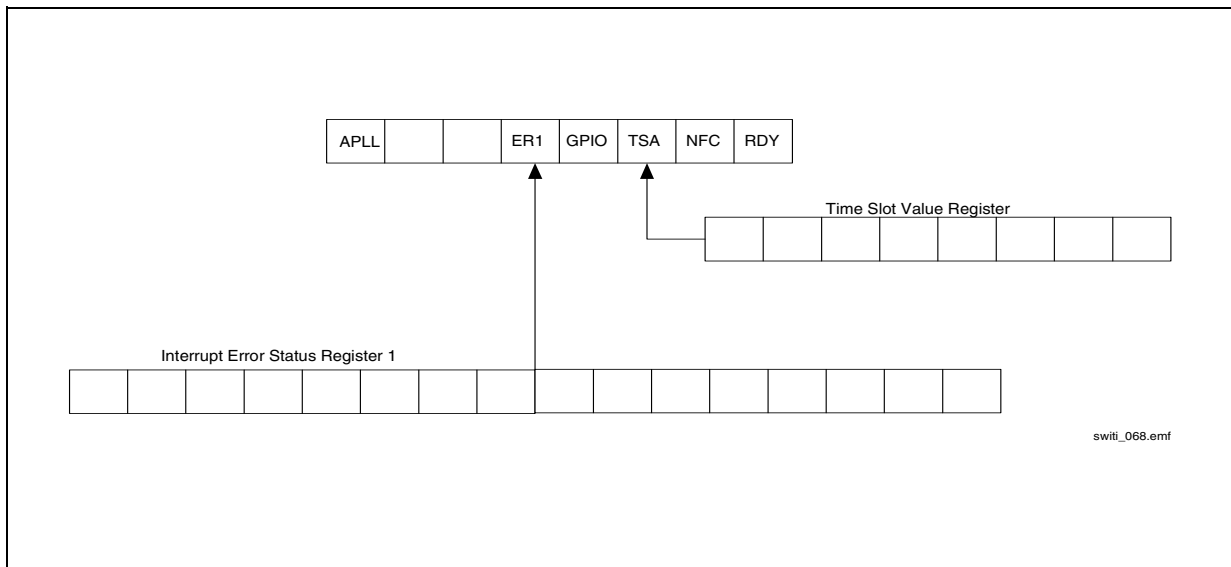 APLL ER1 GPIO TSA NFC RDY
Time Slot Value Register
Interrupt Error Status Register 1
switi_068.emf